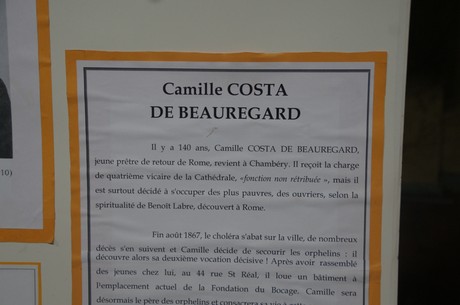 Camille COSTA
DE BEAUREGARD
Il y a 140 ans, Camille COSTA DE BEAUREGARD,
jeune prêtre de retour de Rome, revient à Chambéry. Il reçoit la charge
de quatrième vicaire de la Cathédrale, «fonction non rétribuée », mais il
est surtout décidé à s'occuper des plus pauvres, des ouvriers, selon la
spiritualité de Benoît Labre, découvert à Rome.
Fin août 1867, le choléra s'abat sur la ville, de nombreux
décès s'en suivent et Camille décide de secourir les orphelins : il
découvre alors sa deuxième vocation décisive ! Après avoir rassemblé
des jeunes chez lui, au 44 rue St Réal, il loue un bâtiment à
l'emplacement actuel de la Fondation du Bocage. Camille sera
désormais le père des orphelins et consacrera sa vie à
10)